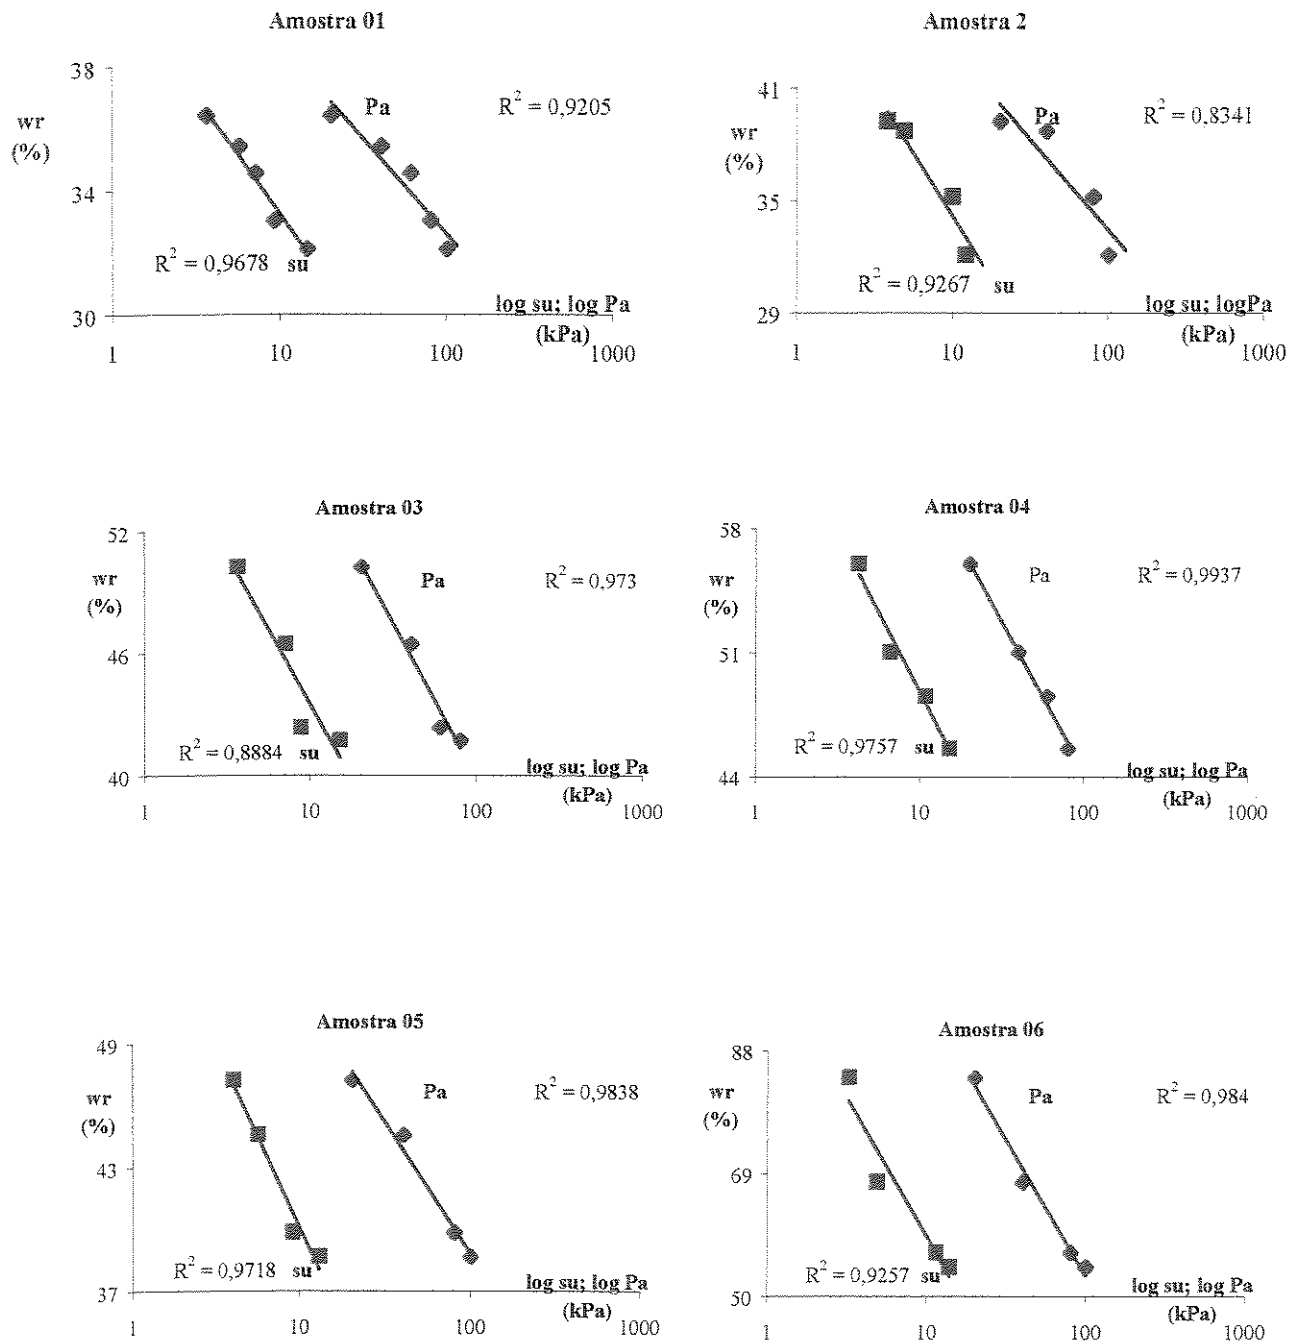 Amostra 01
38
wr
(%)
34
30
Pa
R² = 0,9205
R² = 0,9678 su
log su; log Pa
(kPa)
1 10 100 1000
Amostra 2
41
wr
(%)
35
29
Pa
R² = 0,8341
R² = 0,9267 su
log su; logPa
(kPa)
1 10 100 1000
Amostra 03
52
wr
(%)
46
40
Pa
R² = 0,973
R² = 0,8884 su
log su; log Pa
(kPa)
1 10 100 1000
Amostra 04
58
wr
(%)
51
44
Pa
R² = 0,9937
R² = 0,9757 su
log su; log Pa
(kPa)
1 10 100 1000
Amostra 05
49
wr
(%)
43
37
Pa
R² = 0,9838
R² = 0,9718 su
log su; log Pa
(kPa)
1 10 100 1000
Amostra 06
88
wr
(%)
69
50
Pa
R² = 0,984
R² = 0,9257 su
log su; log Pa
(kPa)
1 10 100 1000